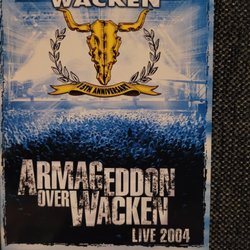 WACKEN
15TH ANNIVERSARY
ARMAGEDDON
OVER
WACKEN
LIVE 2004